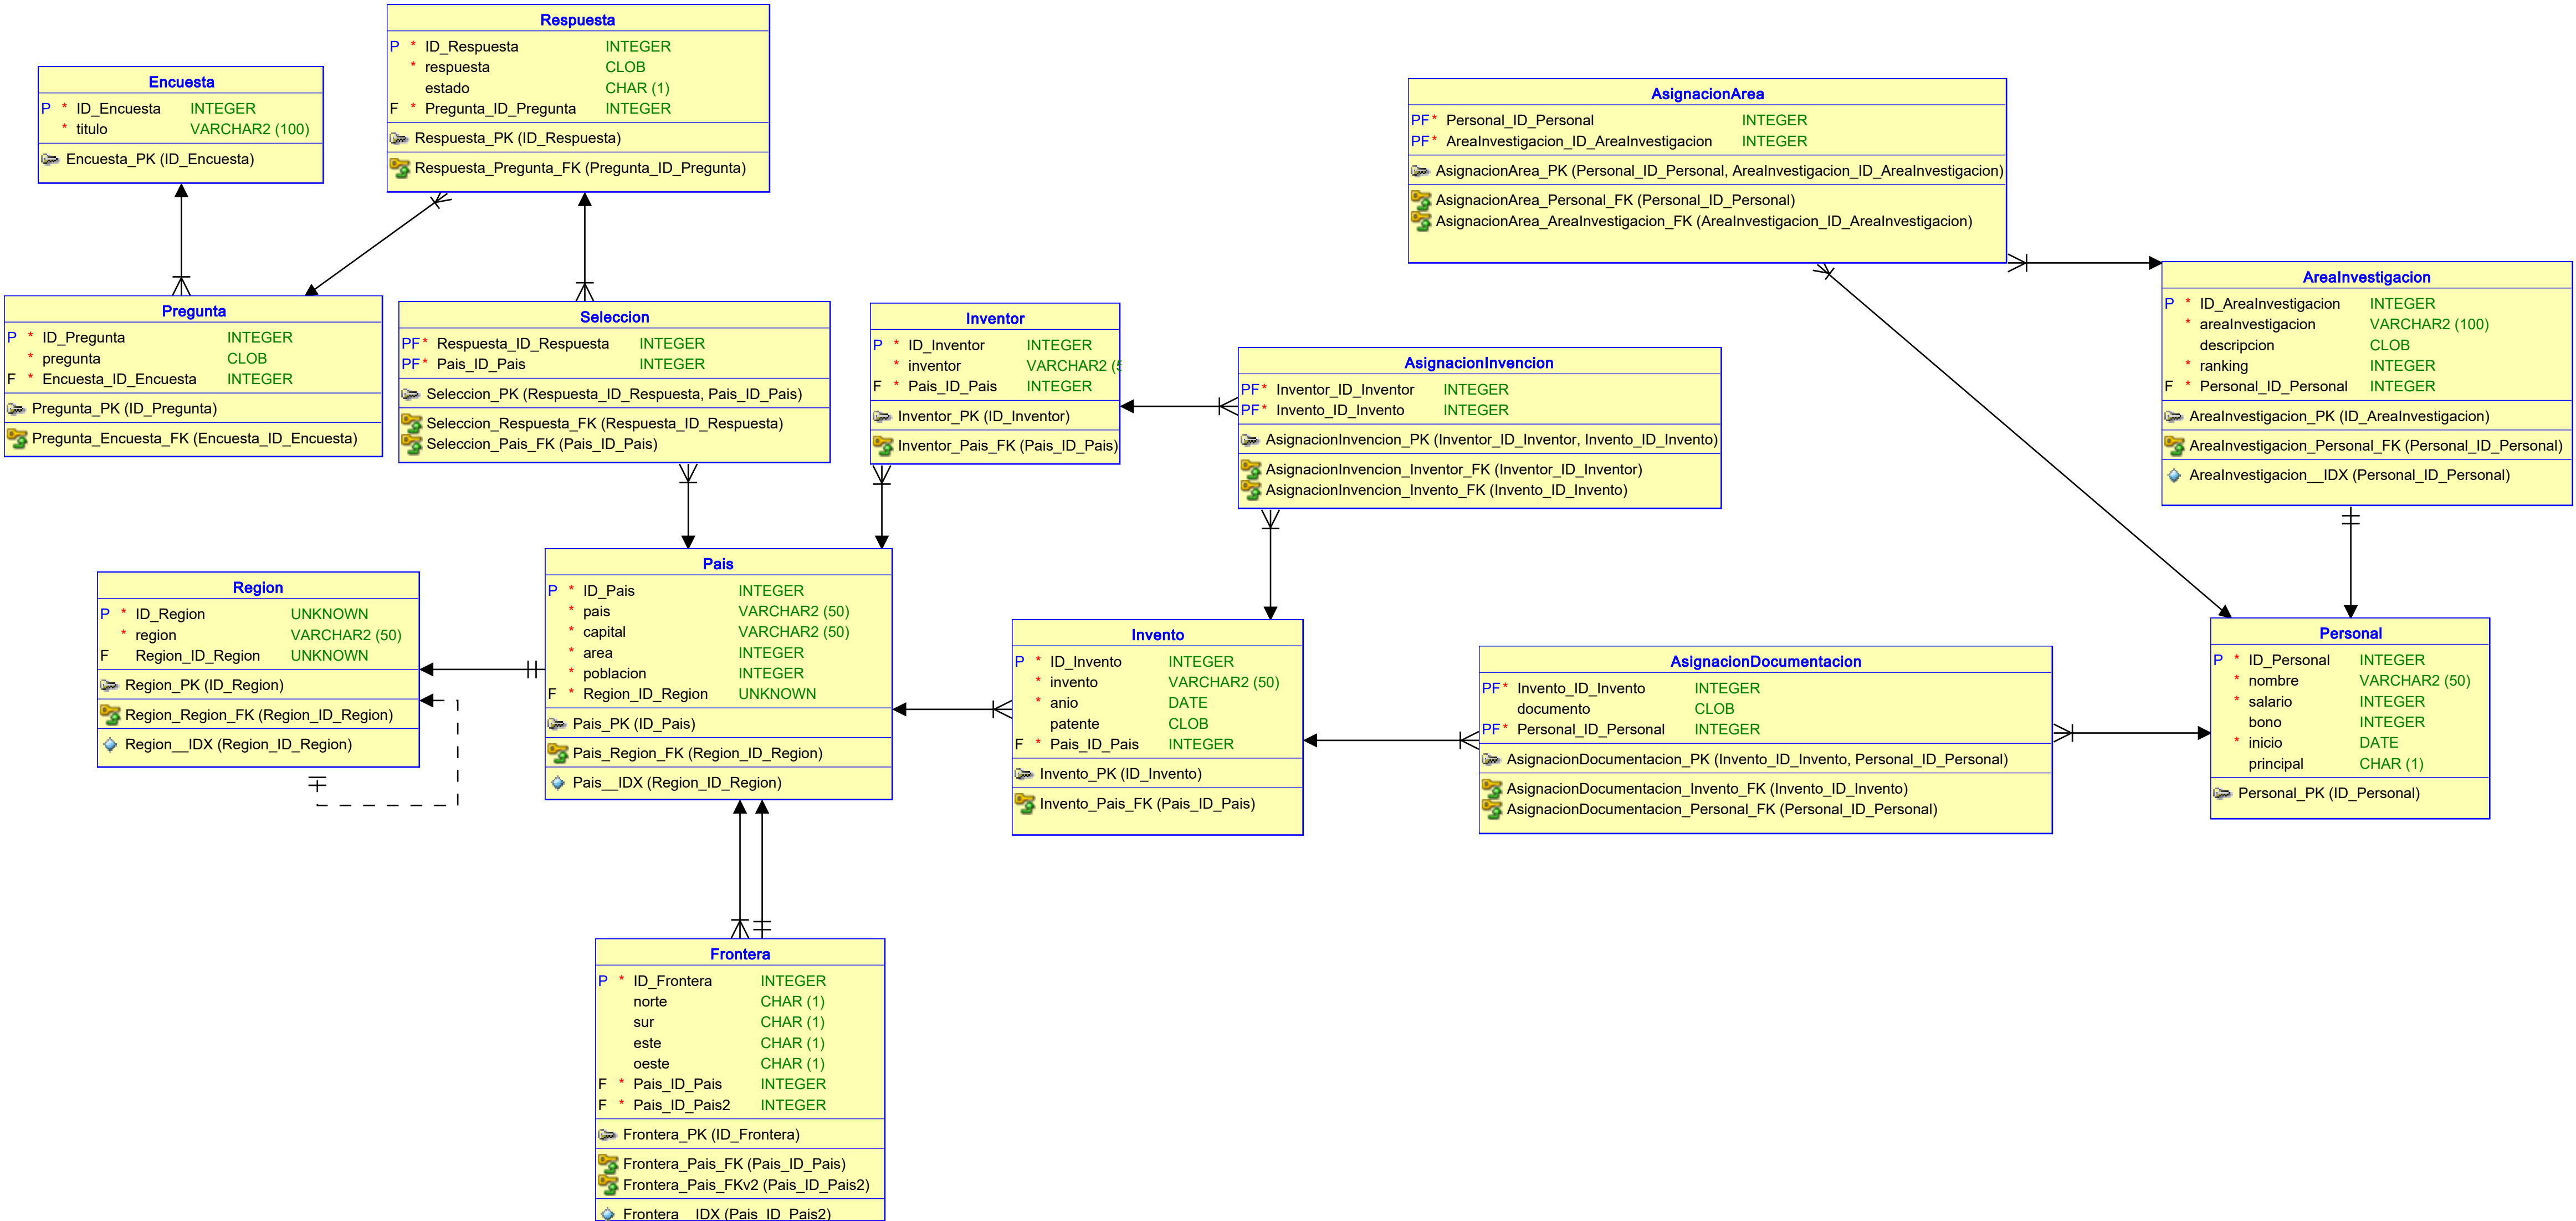 Respuesta
P * ID_Respuesta INTEGER
* respuesta CLOB
estado CHAR (1)
F * Pregunta_ID_Pregunta INTEGER
Respuesta_PK (ID_Respuesta)
Respuesta_Pregunta_FK (Pregunta_ID_Pregunta)
Encuesta
P * ID_Encuesta INTEGER
* titulo VARCHAR2 (100)
Encuesta_PK (ID_Encuesta)
AsignacionArea
PF * Personal_ID_Personal INTEGER
PF * AreaInvestigacion_ID_AreaInvestigacion INTEGER
AsignacionArea_PK (Personal_ID_Personal, AreaInvestigacion_ID_AreaInvestigacion)
AsignacionArea_Personal_FK (Personal_ID_Personal)
AsignacionArea_AreaInvestigacion_FK (AreaInvestigacion_ID_AreaInvestigacion)
AreaInvestigacion
P * ID_AreaInvestigacion INTEGER
* areaInvestigacion VARCHAR2 (100)
descripcion CLOB
* ranking INTEGER
F * Personal_ID_Personal INTEGER
AreaInvestigacion_PK (ID_AreaInvestigacion)
AreaInvestigacion_Personal_FK (Personal_ID_Personal)
AreaInvestigacion__IDX (Personal_ID_Personal)
Pregunta
P * ID_Pregunta INTEGER
* pregunta CLOB
F * Encuesta_ID_Encuesta INTEGER
Pregunta_PK (ID_Pregunta)
Pregunta_Encuesta_FK (Encuesta_ID_Encuesta)
Seleccion
PF * Respuesta_ID_Respuesta INTEGER
PF * Pais_ID_Pais INTEGER
Seleccion_PK (Respuesta_ID_Respuesta, Pais_ID_Pais)
Seleccion_Respuesta_FK (Respuesta_ID_Respuesta)
Seleccion_Pais_FK (Pais_ID_Pais)
Inventor
P * ID_Inventor INTEGER
* inventor VARCHAR2
F * Pais_ID_Pais INTEGER
Inventor_PK (ID_Inventor)
Inventor_Pais_FK (Pais_ID_Pais)
AsignacionInvencion
PF * Inventor_ID_Inventor INTEGER
PF * Invento_ID_Invento INTEGER
AsignacionInvencion_PK (Inventor_ID_Inventor, Invento_ID_Invento)
AsignacionInvencion_Inventor_FK (Inventor_ID_Inventor)
AsignacionInvencion_Invento_FK (Invento_ID_Invento)
Region
P * ID_Region UNKNOWN
* region VARCHAR2 (50)
F Region_ID_Region UNKNOWN
Region_PK (ID_Region)
Region_Region_FK (Region_ID_Region)
Region__IDX (Region_ID_Region)
Pais
P * ID_Pais INTEGER
* pais VARCHAR2 (50)
* capital VARCHAR2 (50)
* area INTEGER
* poblacion INTEGER
F * Region_ID_Region UNKNOWN
Pais_PK (ID_Pais)
Pais_Region_FK (Region_ID_Region)
Pais__IDX (Region_ID_Region)
Invento
P * ID_Invento INTEGER
* invento VARCHAR2 (50)
* anio DATE
patente CLOB
F * Pais_ID_Pais INTEGER
Invento_PK (ID_Invento)
Invento_Pais_FK (Pais_ID_Pais)
AsignacionDocumentacion
PF * Invento_ID_Invento INTEGER
documento CLOB
PF * Personal_ID_Personal INTEGER
AsignacionDocumentacion_PK (Invento_ID_Invento, Personal_ID_Personal)
AsignacionDocumentacion_Invento_FK (Invento_ID_Invento)
AsignacionDocumentacion_Personal_FK (Personal_ID_Personal)
Personal
P * ID_Personal INTEGER
* nombre VARCHAR2 (50)
* salario INTEGER
bono INTEGER
* inicio DATE
principal CHAR (1)
Personal_PK (ID_Personal)
Frontera
P * ID_Frontera INTEGER
norte CHAR (1)
sur CHAR (1)
este CHAR (1)
oeste CHAR (1)
F * Pais_ID_Pais INTEGER
F * Pais_ID_Pais2 INTEGER
Frontera_PK (ID_Frontera)
Frontera_Pais_FK (Pais_ID_Pais)
Frontera_Pais_FKv2 (Pais_ID_Pais2)
Frontera__IDX (Pais_ID_Pais2)